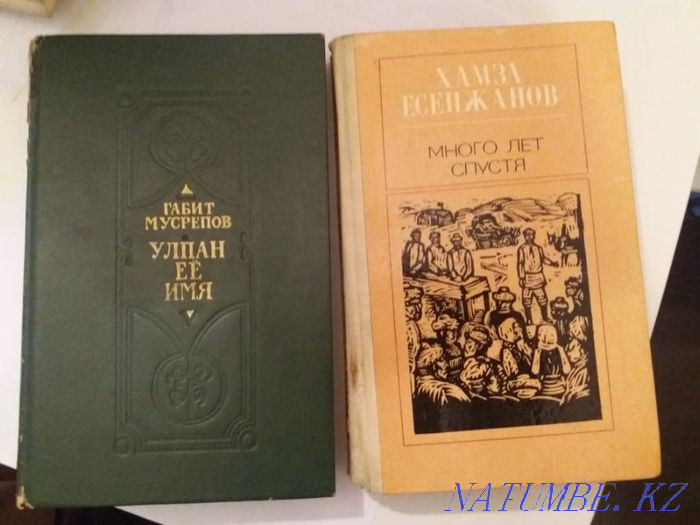 ГАБИТ
МУСРЕПОВ
УЛПАН
ЕЁ
ИМЯ
ХАМЗА
ЕСЕНЖАНОВ
МНОГО ЛЕТ
СПУСТЯ
NATUMBE.KZ